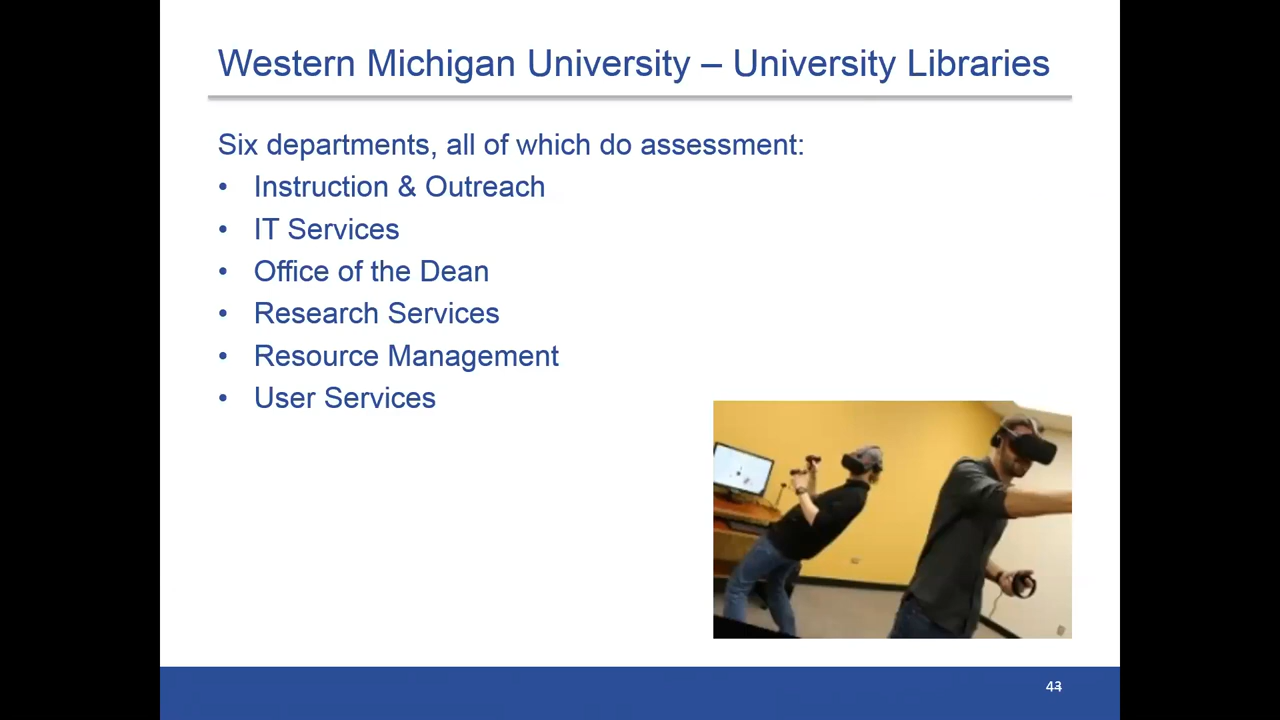 Western Michigan University – University Libraries
Six departments, all of which do assessment:
• Instruction & Outreach
• IT Services
• Office of the Dean
• Research Services
• Resource Management
• User Services